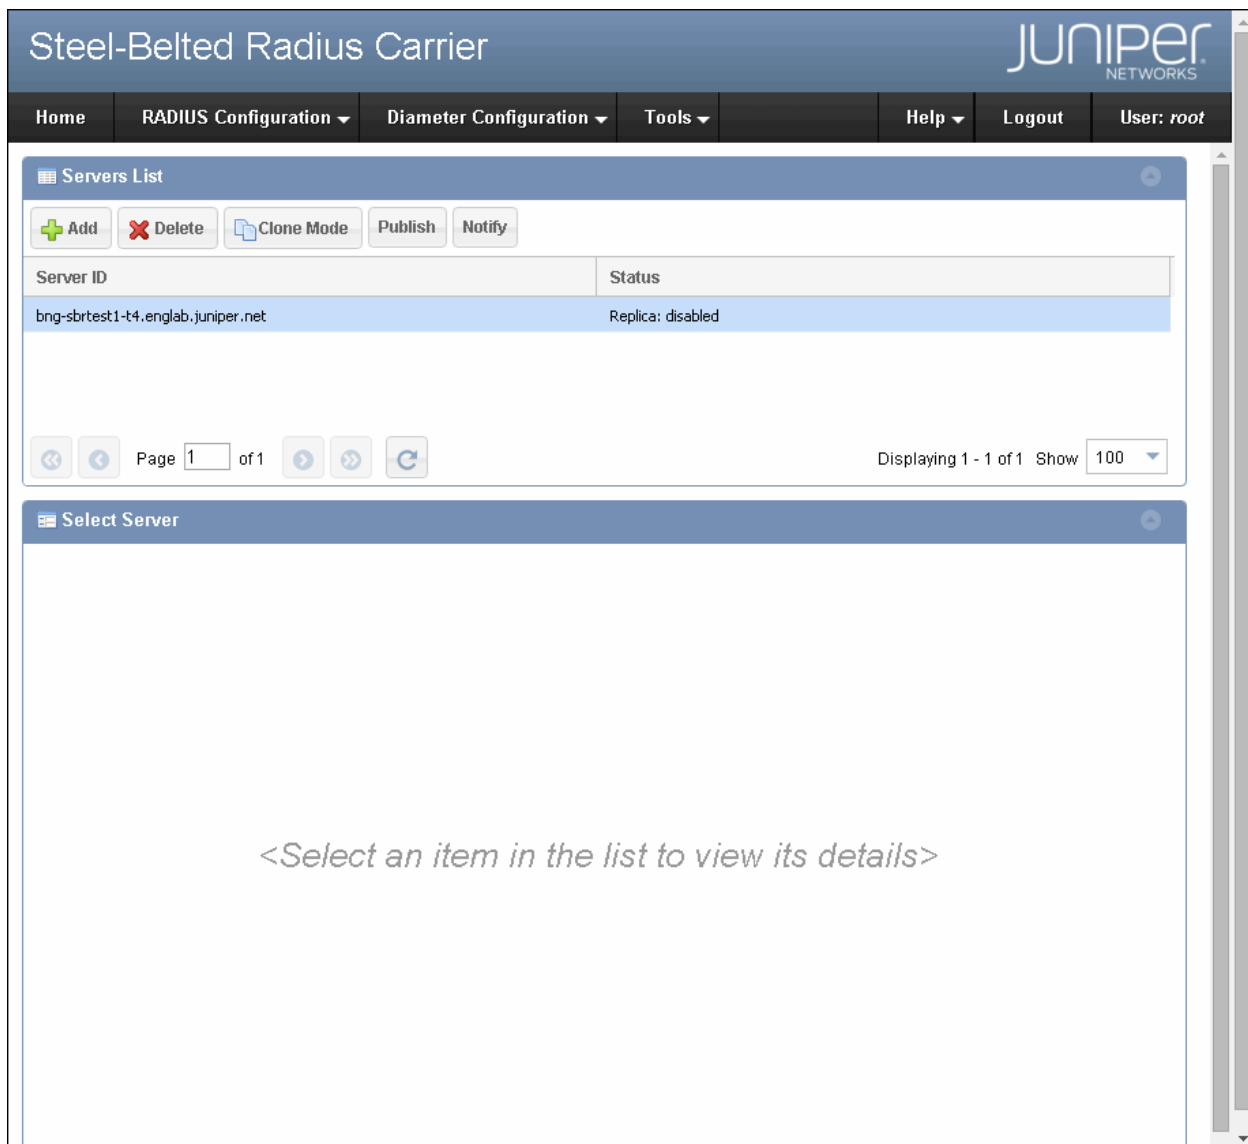 Steel-Belted Radius Carrier
JUNIPER
NETWORKS
Home RADIUS Configuration Diameter Configuration Tools Help Logout User: root
Servers List
Add Delete Clone Mode Publish Notify
Server ID Status
bng-sbrtest1-t4.englab.juniper.net Replica: disabled
Page 1 of 1 Displaying 1 - 1 of 1 Show 100
Select Server
<Select an item in the list to view its details>